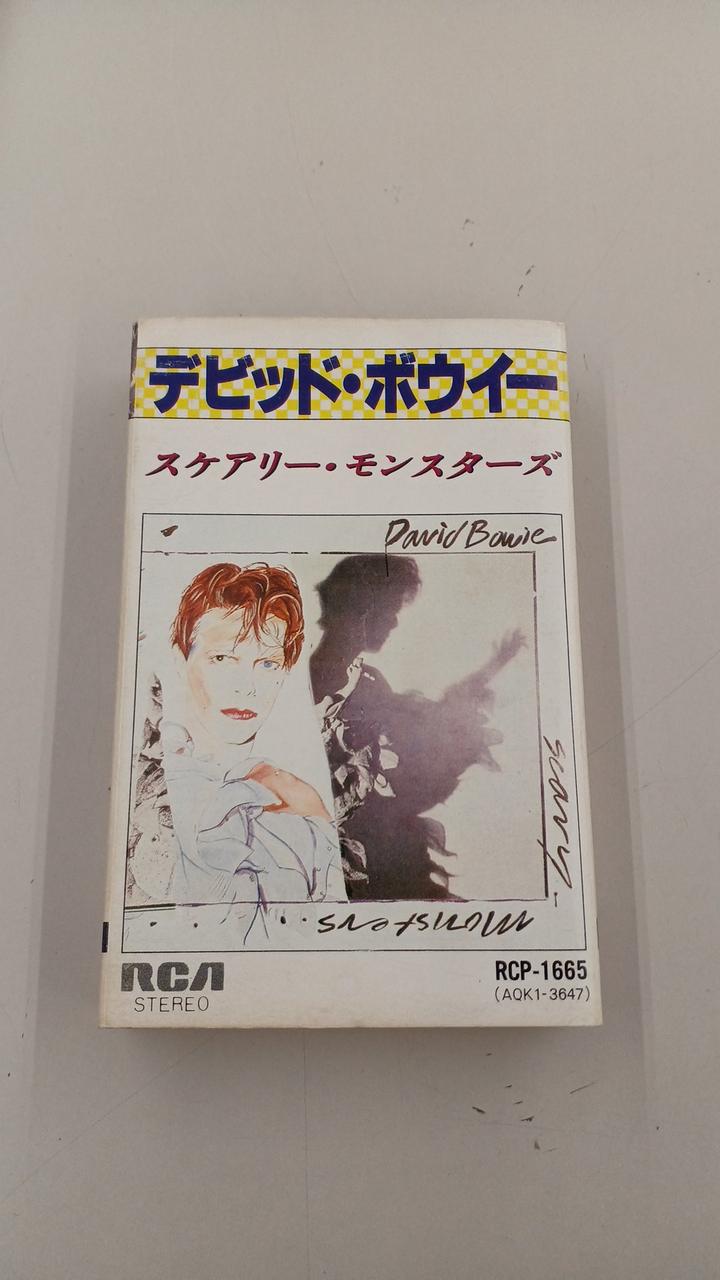 デビッド・ボウイー
スケアリー・モンスターズ
David Bowie
scary
monsters
RCA
STEREO
RCP-1665
(AQK1-3647)